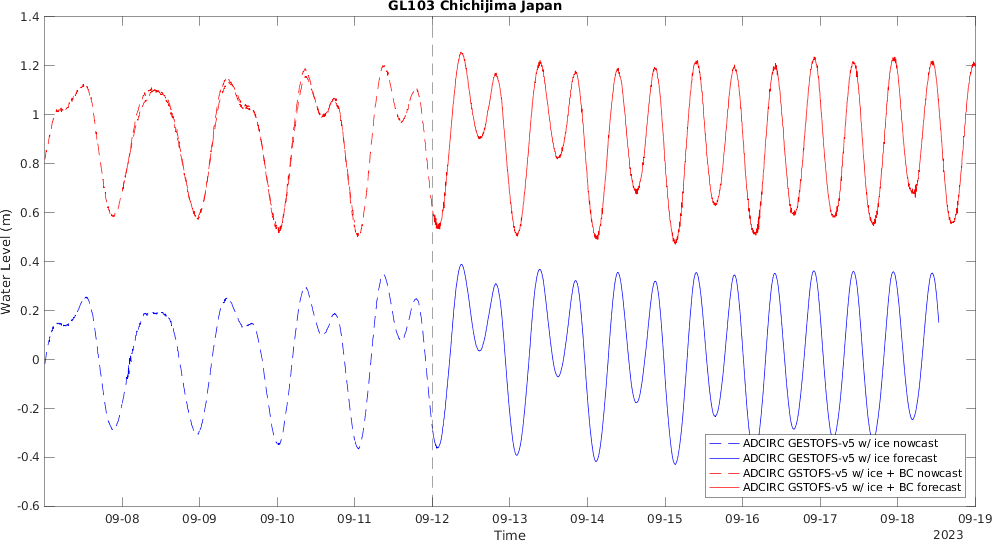 GL103 Chichijima Japan
1.4
1.2
1
0.8
0.6
0.4
0.2
0
-0.2
-0.4
-0.6
Water Level (m)
ADCIRC GESTOFS-v5 w/ ice nowcast
ADCIRC GESTOFS-v5 w/ ice forecast
ADCIRC GSTOFS-v5 w/ ice + BC nowcast
ADCIRC GSTOFS-v5 w/ ice + BC forecast
09-08 09-09 09-10 09-11 09-12 09-13 09-14 09-15 09-16 09-17 09-18 09-19
Time
2023